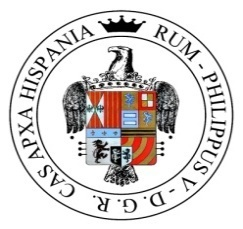 CAS APXA HISPANIA RUM - PHILIPPUS V - D.G.R.